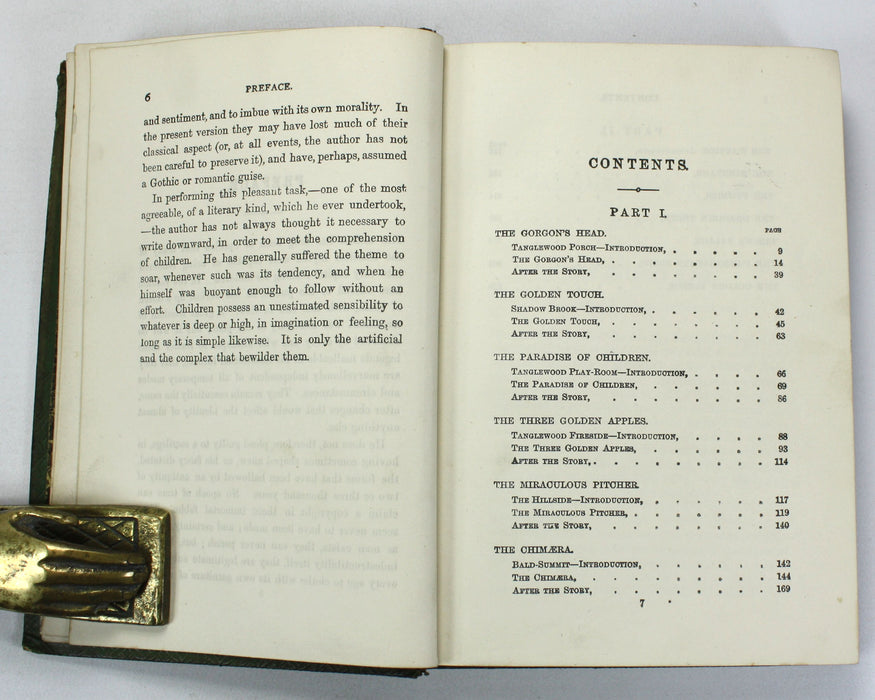 6
PREFACE.
and sentiment, and to imbue with its own morality. In
the present version they may have lost much of their
classical aspect (or, at all events, the author has not
been careful to preserve it), and have, perhaps, assumed
a Gothic or romantic guise.
In performing this pleasant task,—one of the most
agreeable, of a literary kind, which he ever undertook,
—the author has not always thought it necessary to
write downward, in order to meet the comprehension
of children. He has generally suffered the theme to
soar, whenever such was its tendency, and when he
himself was buoyant enough to follow without an
effort. Children possess an unestimated sensibility to
whatever is deep or high, in imagination or feeling, so
long as it is simple likewise. It is only the artificial
and the complex that bewilder them.
CONTENTS.
PART I.
THE GORGON'S HEAD. PAGE
TANGLEWOOD PORCH—INTRODUCTION, . . . . . 9
THE GORGON'S HEAD, . . . . . . . 14
AFTER THE STORY, . . . . . . . 39
THE GOLDEN TOUCH.
SHADOW BROOK—INTRODUCTION, . . . . . . 42
THE GOLDEN TOUCH, . . . . . . . 45
AFTER THE STORY, . . . . . . . 63
THE PARADISE OF CHILDREN.
TANGLEWOOD PLAY-ROOM—INTRODUCTION, . . . . 66
THE PARADISE OF CHILDREN, . . . . . . 69
AFTER THE STORY, . . . . . . . 86
THE THREE GOLDEN APPLES.
TANGLEWOOD FIRESIDE—INTRODUCTION, . . . . 88
THE THREE GOLDEN APPLES, . . . . . . 93
AFTER THE STORY, . . . . . . . . 114
THE MIRACULOUS PITCHER
THE HILLSIDE—INTRODUCTION, . . . . . . 117
THE MIRACULOUS PITCHER, . . . . . . . 119
AFTER THE STORY, . . . . . . . 140
THE CHIMÆRA.
BALD-SUMMIT—INTRODUCTION, . . . . . . 142
THE CHIMÆRA, . . . . . . . . 144
AFTER THE STORY, . . . . . . . 169
7